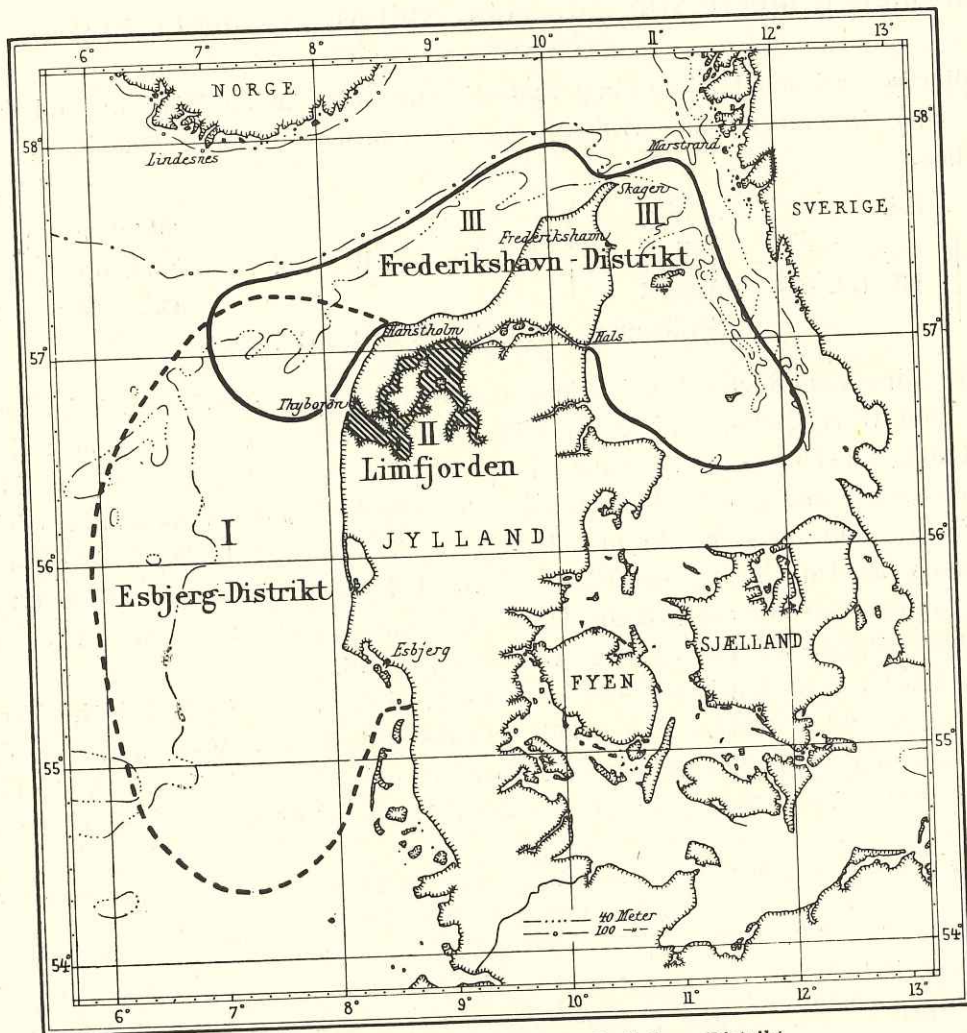 6° 7° 8° 9° 10° 11° 12° 13°
NORGE
58°
58°
Lindesnes
Marstrand
Skagen
SVERIGE
III
III
Frederikshavn
Frederikshavn - Distrikt
Hanstholm
Hals
57°
57°
Thyborøn
II
Limfjorden
I
JYLLAND
56°
56°
Esbjerg-Distrikt
Esbjerg
SJÆLLAND
FYEN
55°
55°
40 Meter
100 -»-
54°
54°
6° 7° 8° 9° 10° 11° 12° 13°